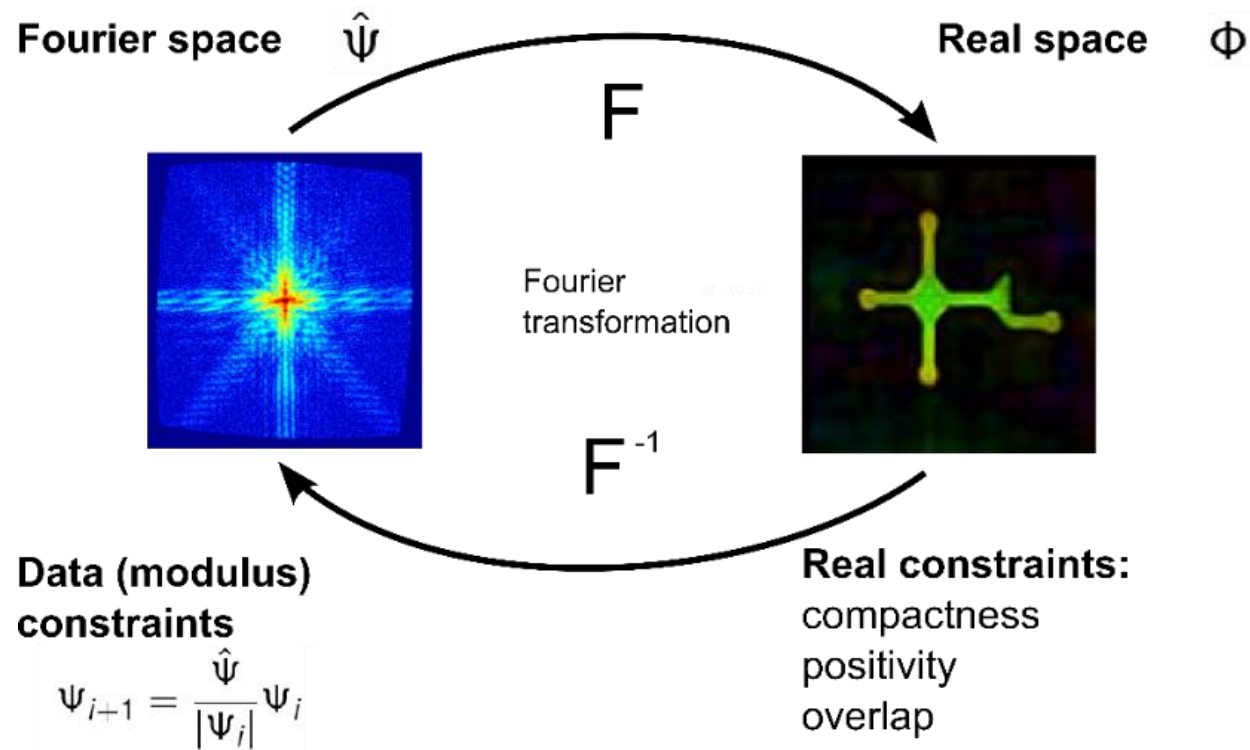 Fourier space Ψ̂
Real space Φ
F
Fourier
transformation
F⁻¹
Data (modulus)
constraints
Ψᵢ₊₁ = Ψ̂ / |Ψᵢ| Ψᵢ
Real constraints:
compactness
positivity
overlap